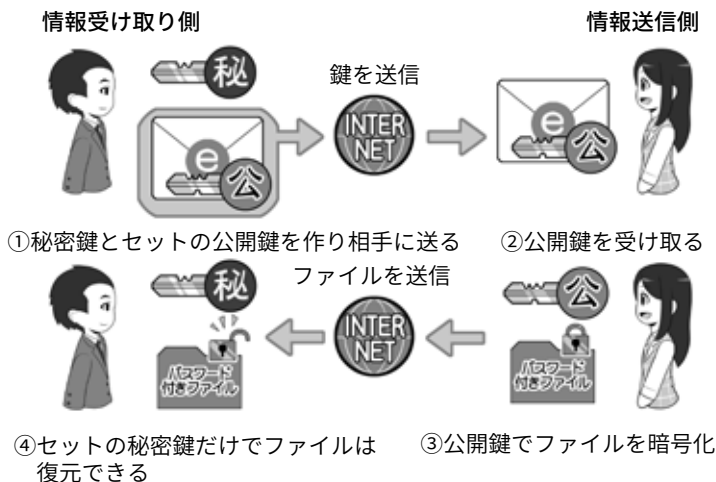 情報受け取り側
情報送信側
秘
鍵を送信
INTER
NET
e
公
e
公
①秘密鍵とセットの公開鍵を作り相手に送る
②公開鍵を受け取る
秘
ファイルを送信
公
INTER
NET
パスワード
付きファイル
パスワード
付きファイル
④セットの秘密鍵だけでファイルは
復元できる
③公開鍵でファイルを暗号化